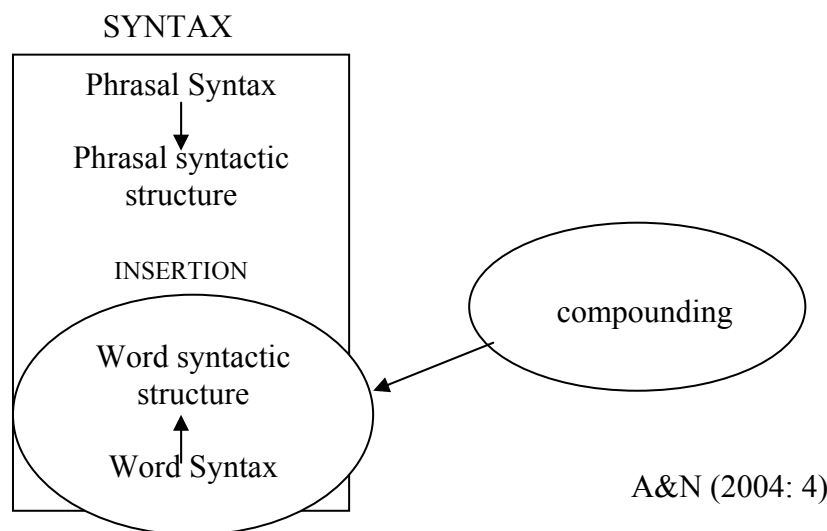 SYNTAX
Phrasal Syntax
Phrasal syntactic
structure
INSERTION
compounding
Word syntactic
structure
Word Syntax
A&N (2004: 4)